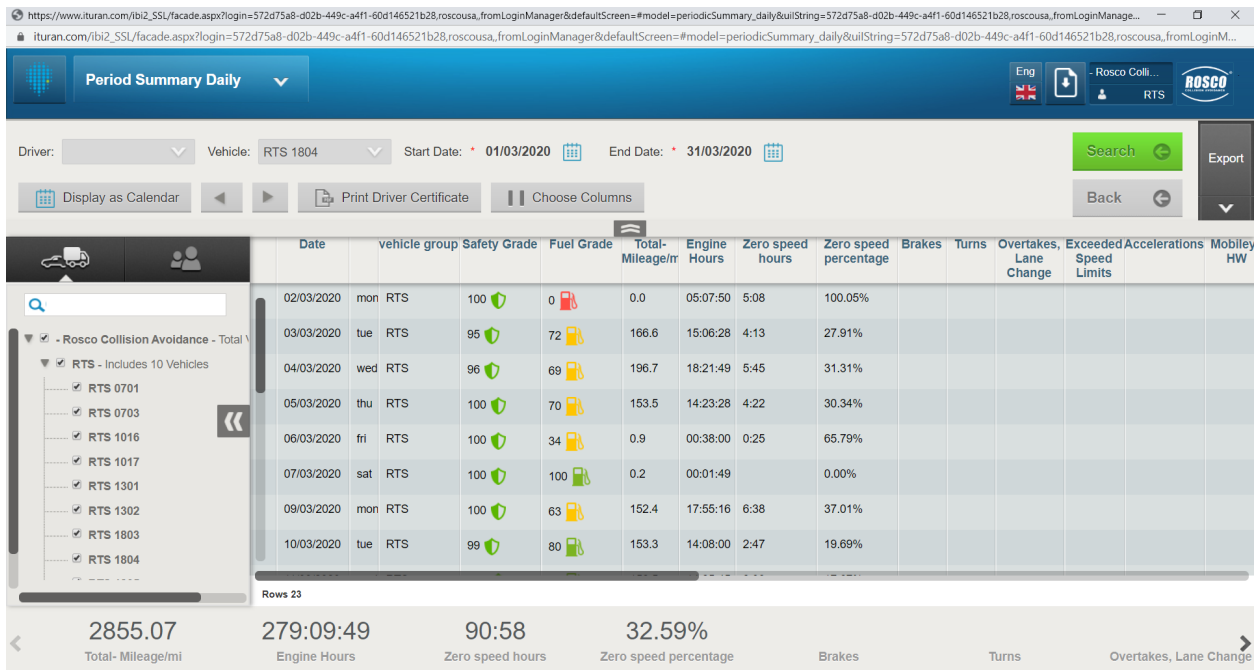 https://www.ituran.com/ibi2_SSL/facade.aspx?login=572d75a8-d02b-449c-a4f1-60d146521b28,roscousa,,fromLoginManager&defaultScreen=#model=periodicSummary_daily&uilString=572d75a8-d02b-449c-a4f1-60d146521b28,roscousa,,fromLoginManage...
ituran.com/ibi2_SSL/facade.aspx?login=572d75a8-d02b-449c-a4f1-60d146521b28,roscousa,,fromLoginManager&defaultScreen=#model=periodicSummary_daily&uilString=572d75a8-d02b-449c-a4f1-60d146521b28,roscousa,,fromLoginM...
Period Summary Daily
Eng
- Rosco Colli...
RTS
ROSCO
Driver: Vehicle: RTS 1804 Start Date: * 01/03/2020 End Date: * 31/03/2020
Search
Export
Display as Calendar Print Driver Certificate Choose Columns
Back
Date vehicle group Safety Grade Fuel Grade Total- Engine Zero speed Zero speed Brakes Turns Overtakes, Exceeded Accelerations Mobiley
Mileage/m Hours hours percentage Lane Speed HW
Change Limits
02/03/2020 mon RTS 100 0 0.0 05:07:50 5:08 100.05%
03/03/2020 tue RTS 95 72 166.6 15:06:28 4:13 27.91%
04/03/2020 wed RTS 96 69 196.7 18:21:49 5:45 31.31%
05/03/2020 thu RTS 100 70 153.5 14:23:28 4:22 30.34%
06/03/2020 fri RTS 100 34 0.9 00:38:00 0:25 65.79%
07/03/2020 sat RTS 100 100 0.2 00:01:49 0.00%
09/03/2020 mon RTS 100 63 152.4 17:55:16 6:38 37.01%
10/03/2020 tue RTS 99 80 153.3 14:08:00 2:47 19.69%
- Rosco Collision Avoidance - Total
RTS - Includes 10 Vehicles
RTS 0701
RTS 0703
RTS 1016
RTS 1017
RTS 1301
RTS 1302
RTS 1803
RTS 1804
Rows 23
2855.07 279:09:49 90:58 32.59%
Total- Mileage/mi Engine Hours Zero speed hours Zero speed percentage Brakes Turns Overtakes, Lane Change